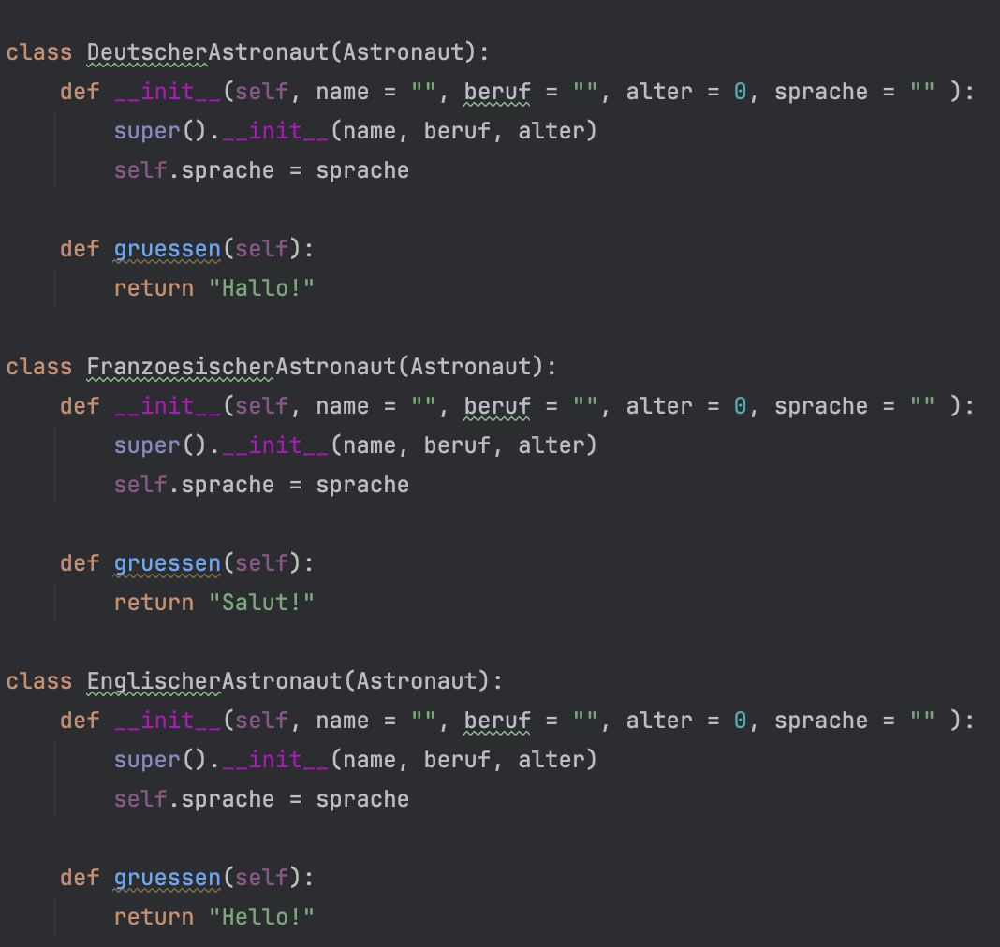 class DeutscherAstronaut(Astronaut):
    def __init__(self, name = "", beruf = "", alter = 0, sprache = "" ):
        super().__init__(name, beruf, alter)
        self.sprache = sprache

    def gruessen(self):
        return "Hallo!"

class FranzoesischerAstronaut(Astronaut):
    def __init__(self, name = "", beruf = "", alter = 0, sprache = "" ):
        super().__init__(name, beruf, alter)
        self.sprache = sprache

    def gruessen(self):
        return "Salut!"

class EnglischerAstronaut(Astronaut):
    def __init__(self, name = "", beruf = "", alter = 0, sprache = "" ):
        super().__init__(name, beruf, alter)
        self.sprache = sprache

    def gruessen(self):
        return "Hello!"